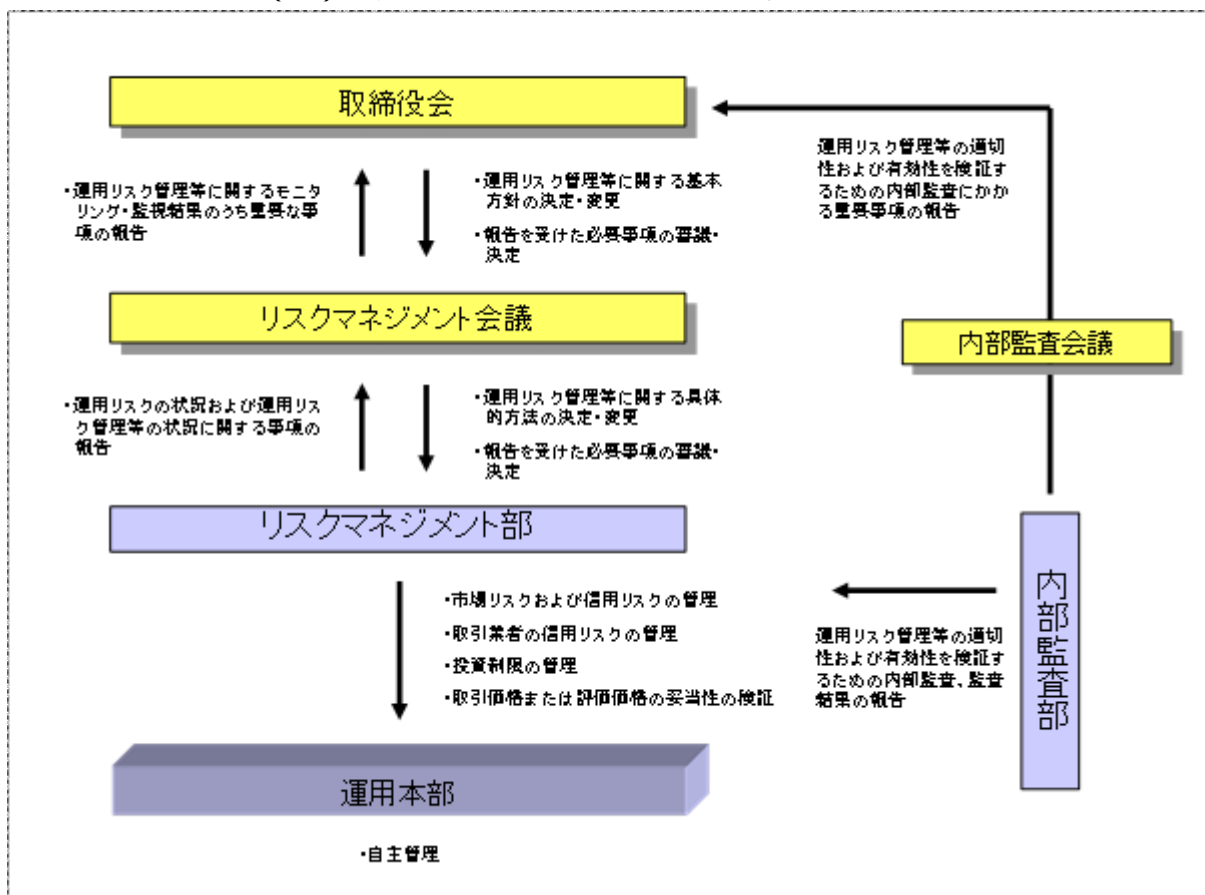 取締役会
・運用リスク管理等に関するモニタ
リング・監視結果のうち重要な事
項の報告
・運用リスク管理等に関する基本
方針の決定・変更
・報告を受けた必要事項の審議・
決定
運用リスク管理等の適切
性および有効性を検証す
るための内部監査にかか
る重要事項の報告
リスクマネジメント会議
内部監査会議
・運用リスクの状況および運用リス
ク管理等の状況に関する事項の
報告
・運用リスク管理等に関する具体
的方法の決定・変更
・報告を受けた必要事項の審議・
決定
リスクマネジメント部
内部監査部
・市場リスクおよび信用リスクの管理
・取引業者の信用リスクの管理
・投資制限の管理
・取引価格または評価価格の妥当性の検証
運用リスク管理等の適切
性および有効性を検証す
るための内部監査、監査
結果の報告
運用本部
・自主管理